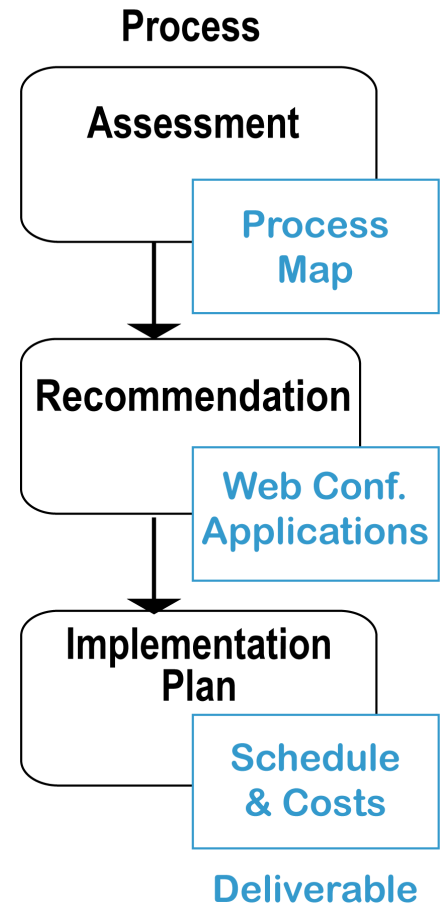 Process
Assessment
Process
Map
Recommendation
Web Conf.
Applications
Implementation
Plan
Schedule
& Costs
Deliverable